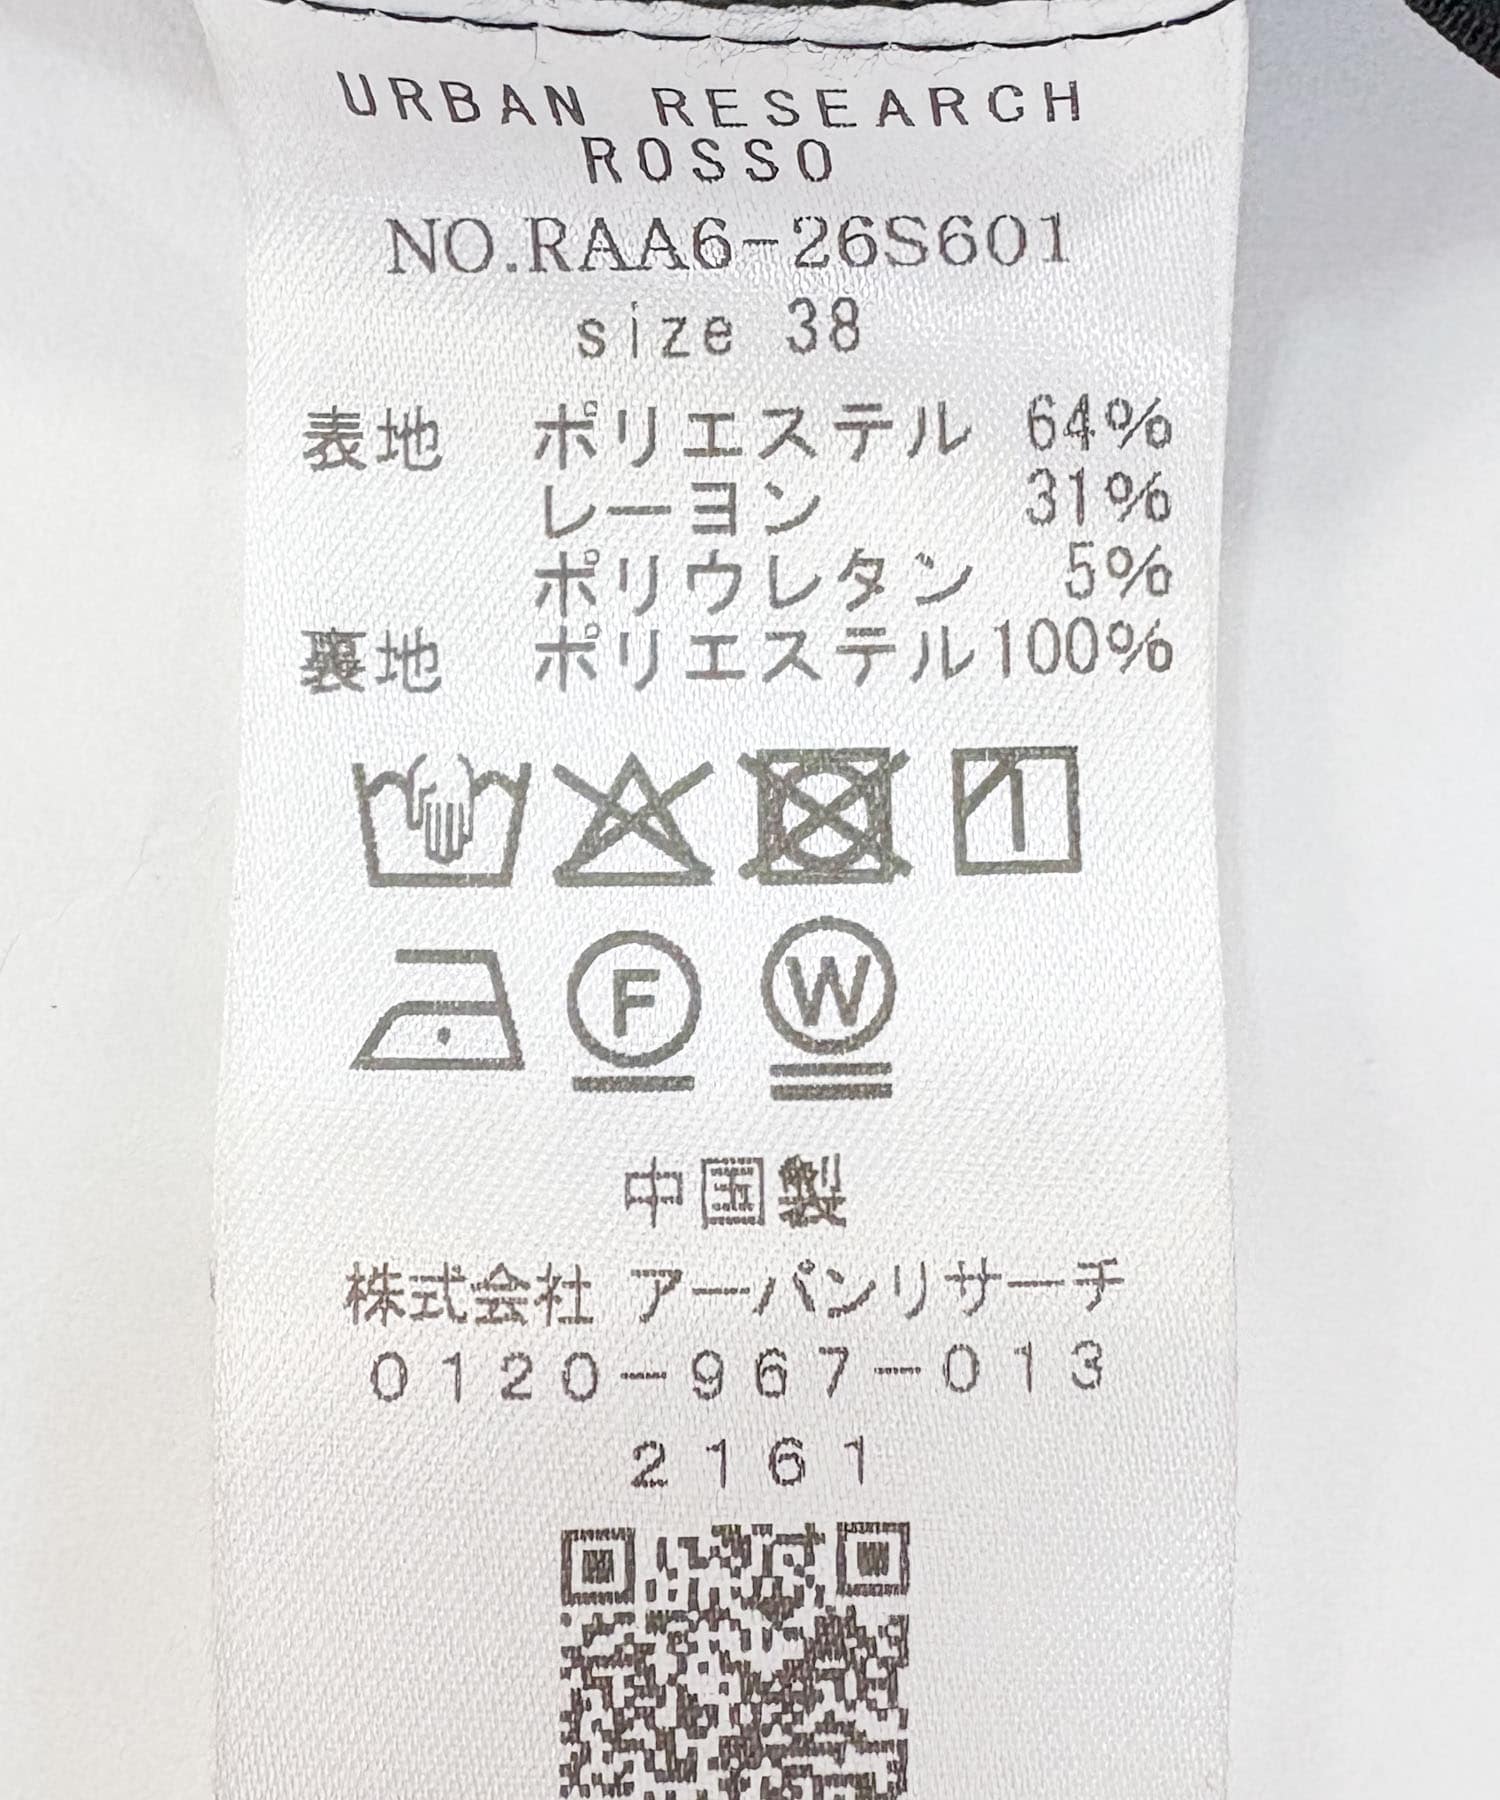 URBAN RESEARCH
ROSSO
NO.RAA6-26S601
size 38
表地 ポリエステル 64%
レーヨン 31%
ポリウレタン 5%
裏地 ポリエステル100%
F
W
中国製
株式会社 アーバンリサーチ
0120-967-013
2161